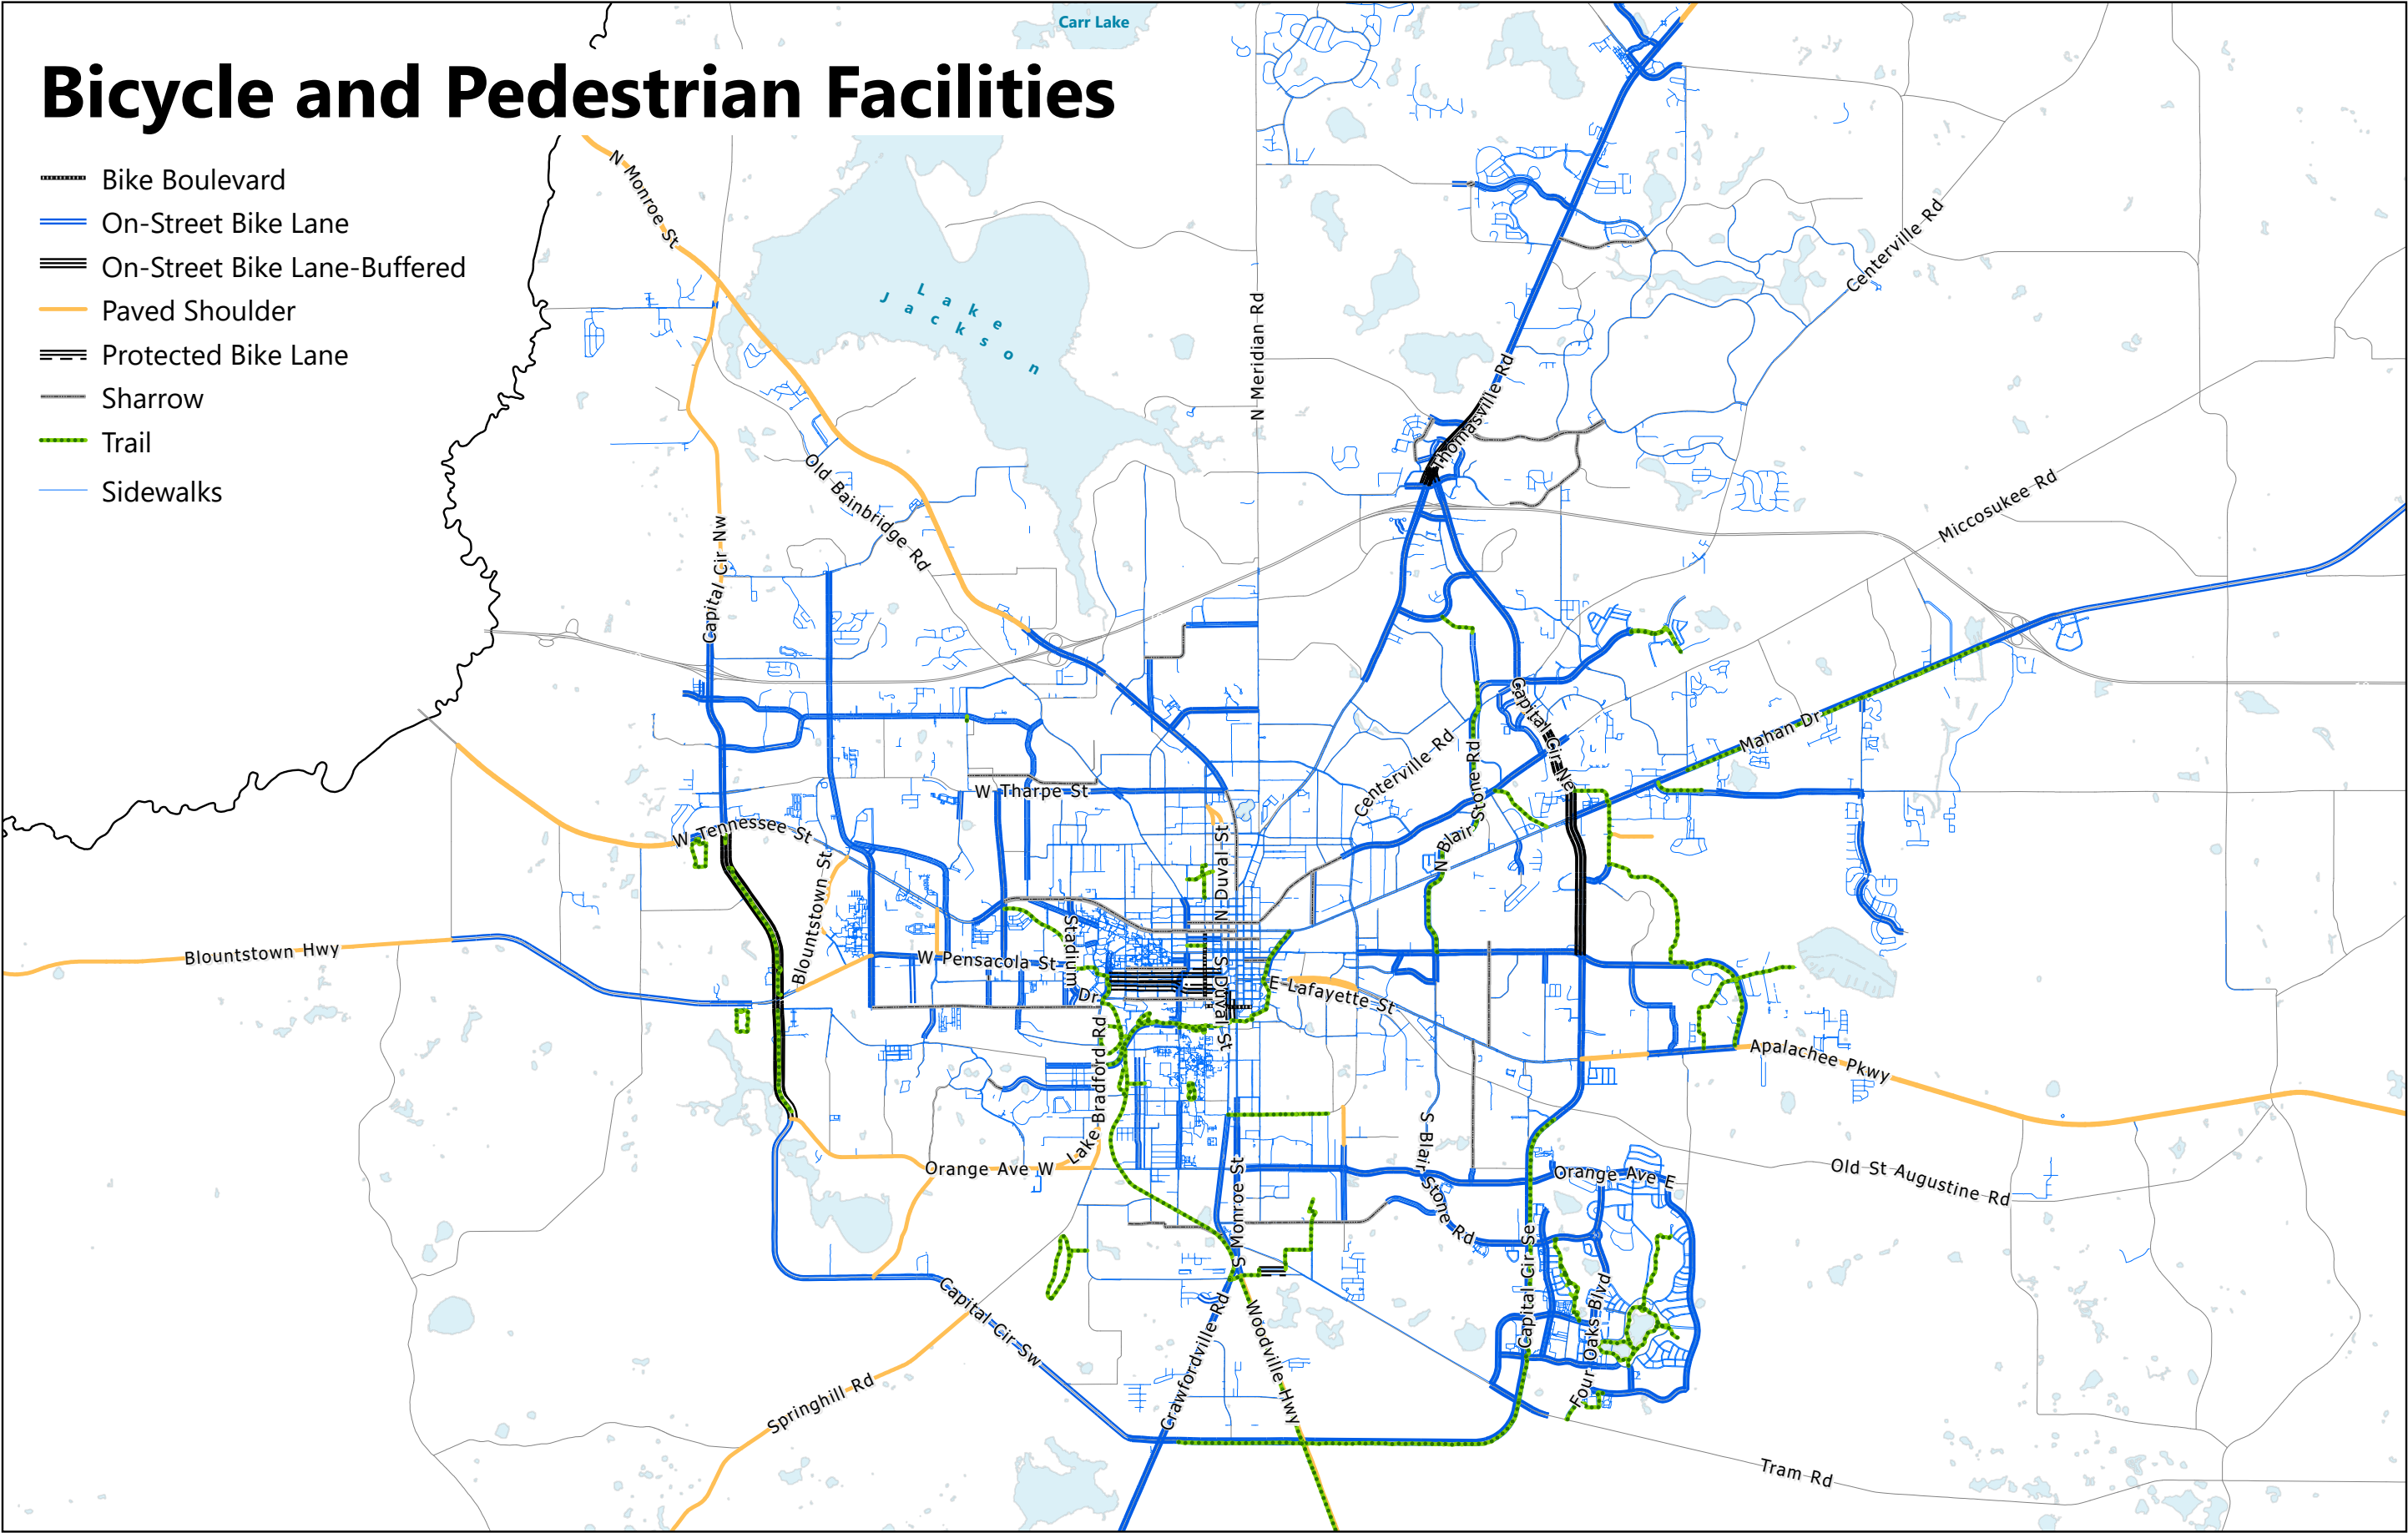 Carr Lake
Bicycle and Pedestrian Facilities
Bike Boulevard
On-Street Bike Lane
On-Street Bike Lane-Buffered
Paved Shoulder
Protected Bike Lane
Sharrow
Trail
Sidewalks
N Monroe St
Lake
Jackson
N Meridian Rd
Centerville Rd
Thomasville Rd
Old Bainbridge Rd
Capital Cir Nw
Miccosukee Rd
Capital Cir Ne
Mahan Dr
Centerville Rd
W Tharpe St
N Blair Stone Rd
W Tennessee St
Blountstown St
N Duval St
Stadium
Dr
Blountstown Hwy
W Pensacola St
S Duval St
E Lafayette St
Apalachee Pkwy
Lake Bradford Rd
Orange Ave W
S Blair Stone Rd
Orange Ave E
Old St Augustine Rd
S Monroe St
Capital Cir Se
Four Oaks Blvd
Capital Cir Sw
Springhill Rd
Crawfordville Rd
Woodville Hwy
Tram Rd